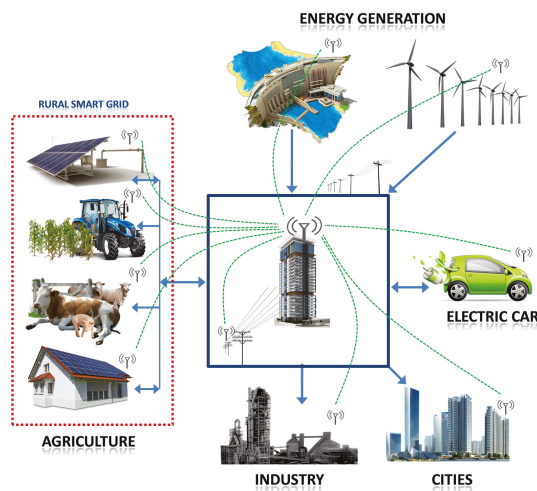 ENERGY GENERATION
RURAL SMART GRID
ELECTRIC CAR
AGRICULTURE
INDUSTRY
CITIES